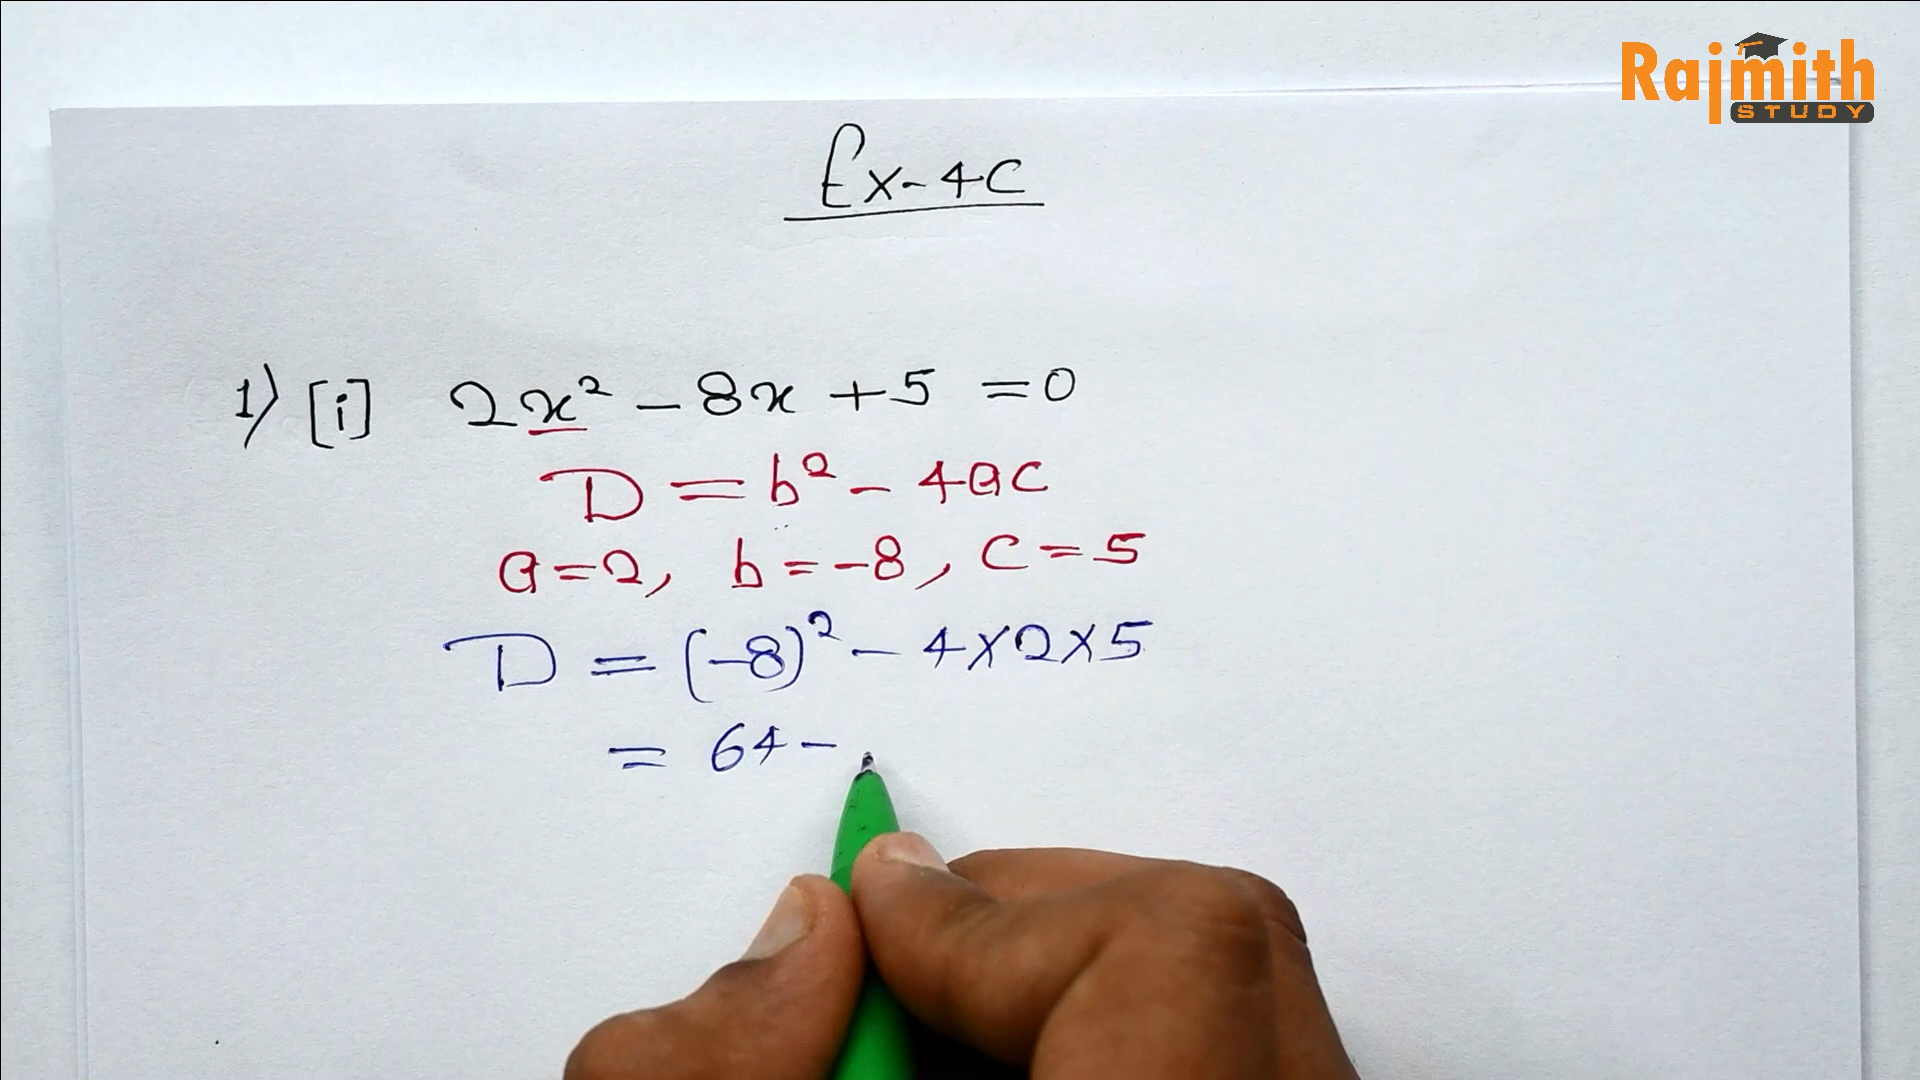 Rajmith
STUDY
Ex-4C
1) [i] 2x² - 8x + 5 = 0
D = b² - 4ac
a = 2, b = -8, c = 5
D = (-8)² - 4×2×5
= 64 -